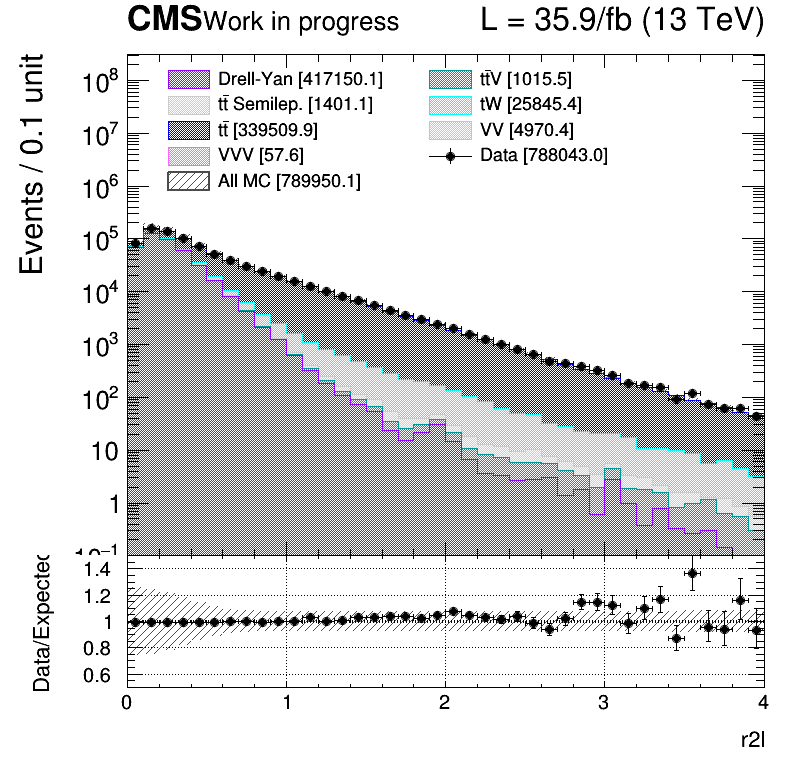 CMS Work in progress L = 35.9/fb (13 TeV)
Events / 0.1 unit
Drell-Yan [417150.1]
tt̄ Semilep. [1401.1]
tt̄ [339509.9]
VVV [57.6]
All MC [789950.1]
tt̄V [1015.5]
tW [25845.4]
VV [4970.4]
Data [788043.0]
10⁸
10⁷
10⁶
10⁵
10⁴
10³
10²
10
1
10⁻¹
Data/Expected
1.4
1.2
1
0.8
0.6
0 1 2 3 4
r2l